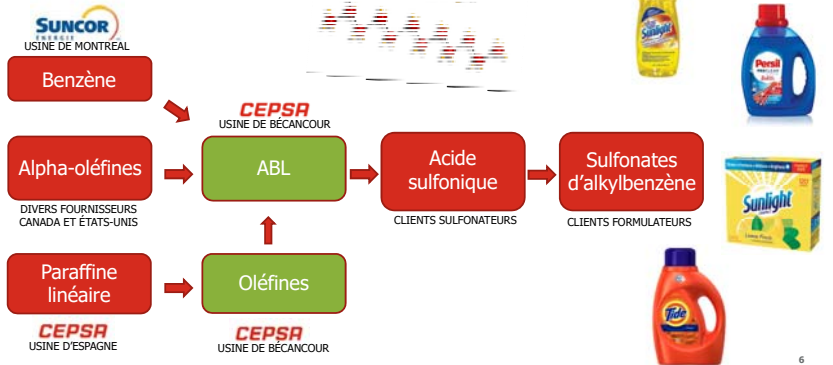 SUNCOR
ÉNERGIE
USINE DE MONTREAL
Benzène
CEPSA
USINE DE BÉCANCOUR
Alpha-oléfines
ABL
Acide
sulfonique
Sulfonates
d'alkylbenzène
DIVERS FOURNISSEURS
CANADA ET ÉTATS-UNIS
CLIENTS SULFONATEURS
CLIENTS FORMULATEURS
Paraffine
linéaire
Oléfines
CEPSA
USINE D'ESPAGNE
CEPSA
USINE DE BÉCANCOUR
Sunlight
Persil
Sunlight
Tide
6